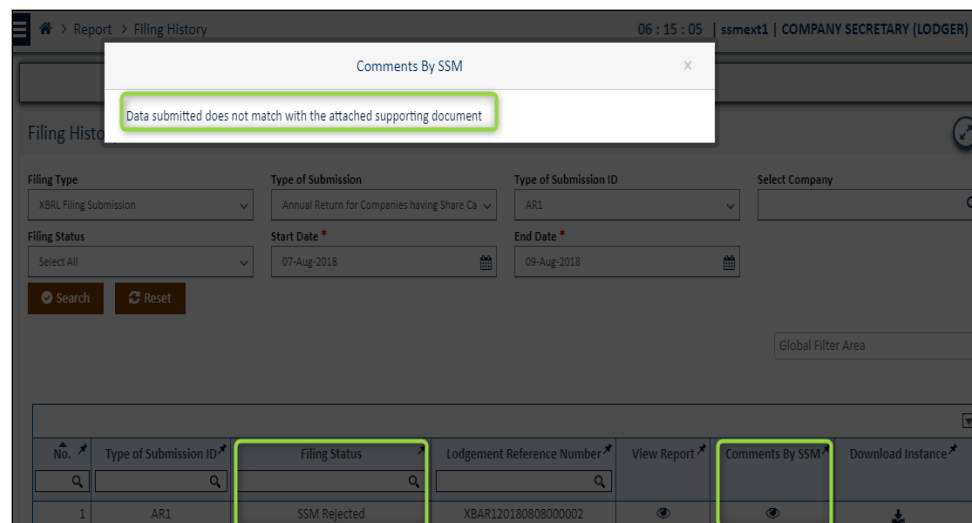 > Report > Filing History 06 : 15 : 05 | ssmext1 | COMPANY SECRETARY (LODGER)
Comments By SSM x
Data submitted does not match with the attached supporting document
Filing Histo
Filing Type Type of Submission Type of Submission ID Select Company
XBRL Filing Submission Annual Return for Companies having Share Ca AR1
Filing Status Start Date * End Date *
Select All 07-Aug-2018 09-Aug-2018
Search Reset
Global Filter Area
No. Type of Submission ID Filing Status Lodgement Reference Number View Report Comments By SSM Download Instance
1 AR1 SSM Rejected XBAR120180808000002